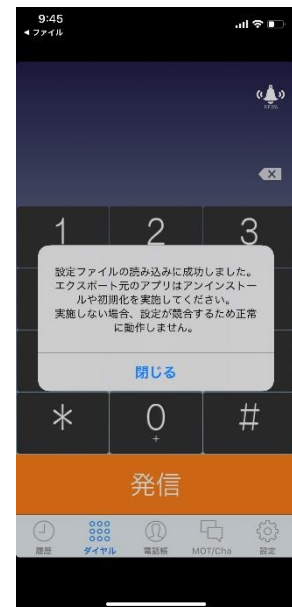 9:45
◀ ファイル
1
2
3
設定ファイルの読み込みに成功しました。
エクスポート元のアプリはアンインストー
ルや初期化を実施してください。
実施しない場合、設定が競合するため正常
に動作しません。
閉じる
*
0
+
#
発信
履歴
ダイヤル
電話帳
MOT/Cha
設定